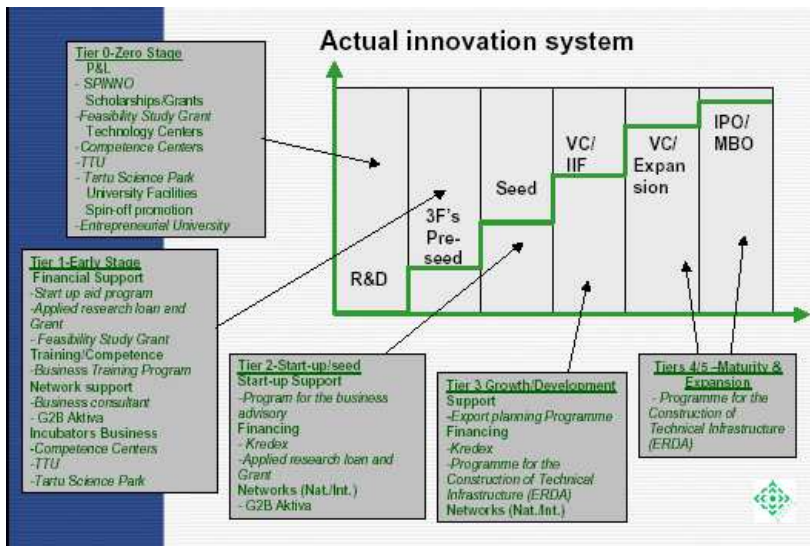 Actual innovation system
Tier 0-Zero Stage
P&L
- SPINNO
Scholarships/Grants
-Feasibility Study Grant
Technology Centers
-Competence Centers
-TTU
- Tartu Science Park
University Facilities
Spin-off promotion
-Entrepreneurial University
R&D
3F's
Pre-
seed
Seed
VC/
IIF
VC/
Expan
sion
IPO/
MBO
Tier 1-Early Stage
Financial Support
-Start up aid program
-Applied research loan and
Grant
- Feasibility Study Grant
Training/Competence
-Business Training Program
Network support
-Business consultant
- G2B Aktiva
Incubators Business
-Competence Centers
-TTU
-Tartu Science Park
Tier 2-Start-up/seed
Start-up Support
-Program for the business
advisory
Financing
- Kredex
-Applied research loan and
Grant
Networks (Nat./Int.)
- G2B Aktiva
Tier 3 Growth/Development
Support
-Export planning Programme
Financing
-Kredex
-Programme for the
Construction of Technical
Infrastructure (ERDA)
Networks (Nat./Int.)
Tiers 4/5 –Maturity &
Expansion
- Programme for the
Construction of
Technical Infrastructure
(ERDA)